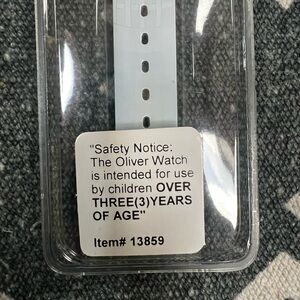 "Safety Notice:
The Oliver Watch
is intended for use
by children OVER
THREE(3)YEARS
OF AGE"
Item# 13859